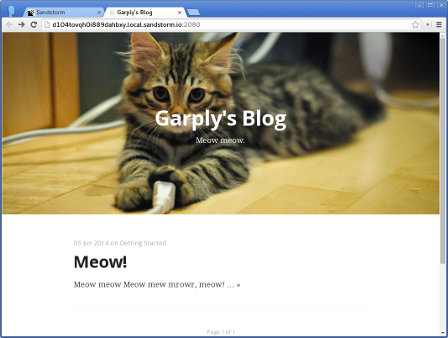 Sandstorm
Garply's Blog
d104tovqh0i889dahbxy.local.sandstorm.io:2080
Garply's Blog
Meow meow.
05 Jun 2014 on Getting Started
Meow!
Meow meow Meow mew mrowr, meow! ... »
Page 1 of 1